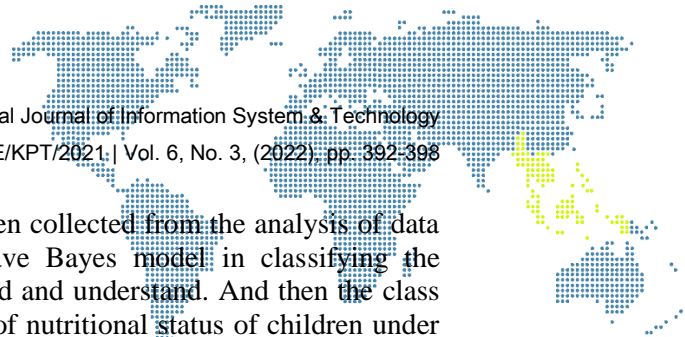 al Journal of Information System & Technology
E/KPT/2021 | Vol. 6, No. 3, (2022), pp. 392-398
en collected from the analysis of data
ave Bayes model in classifying the
d and understand. And then the class
of nutritional status of children under